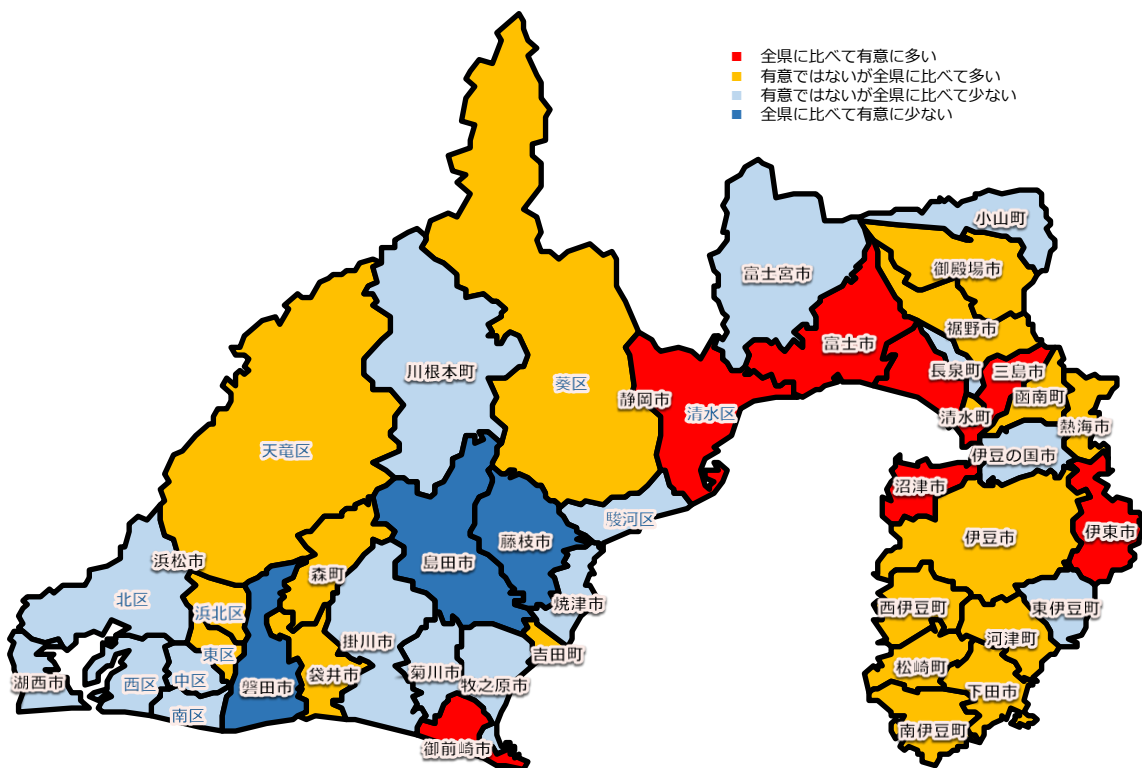 全県に比べて有意に多い
有意ではないが全県に比べて多い
有意ではないが全県に比べて少ない
全県に比べて有意に少ない
小山町
富士宮市
御殿場市
裾野市
富士市
川根本町
長泉町
三島市
葵区
静岡市
函南町
清水区
清水町
熱海市
天竜区
伊豆の国市
沼津市
駿河区
伊東市
藤枝市
伊豆市
浜松市
島田市
森町
北区
浜北区
焼津市
西伊豆町
東伊豆町
掛川市
河津町
東区
吉田町
松崎町
袋井市
菊川市
湖西市
西区
中区
磐田市
牧之原市
下田市
南区
南伊豆町
御前崎市